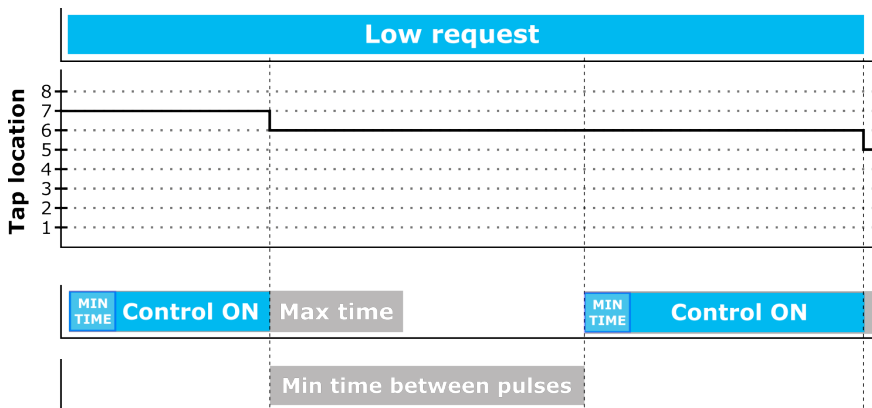 Low request
Tap location
8
7
6
5
4
3
2
1
MIN
TIME
Control ON
Max time
MIN
TIME
Control ON
Min time between pulses